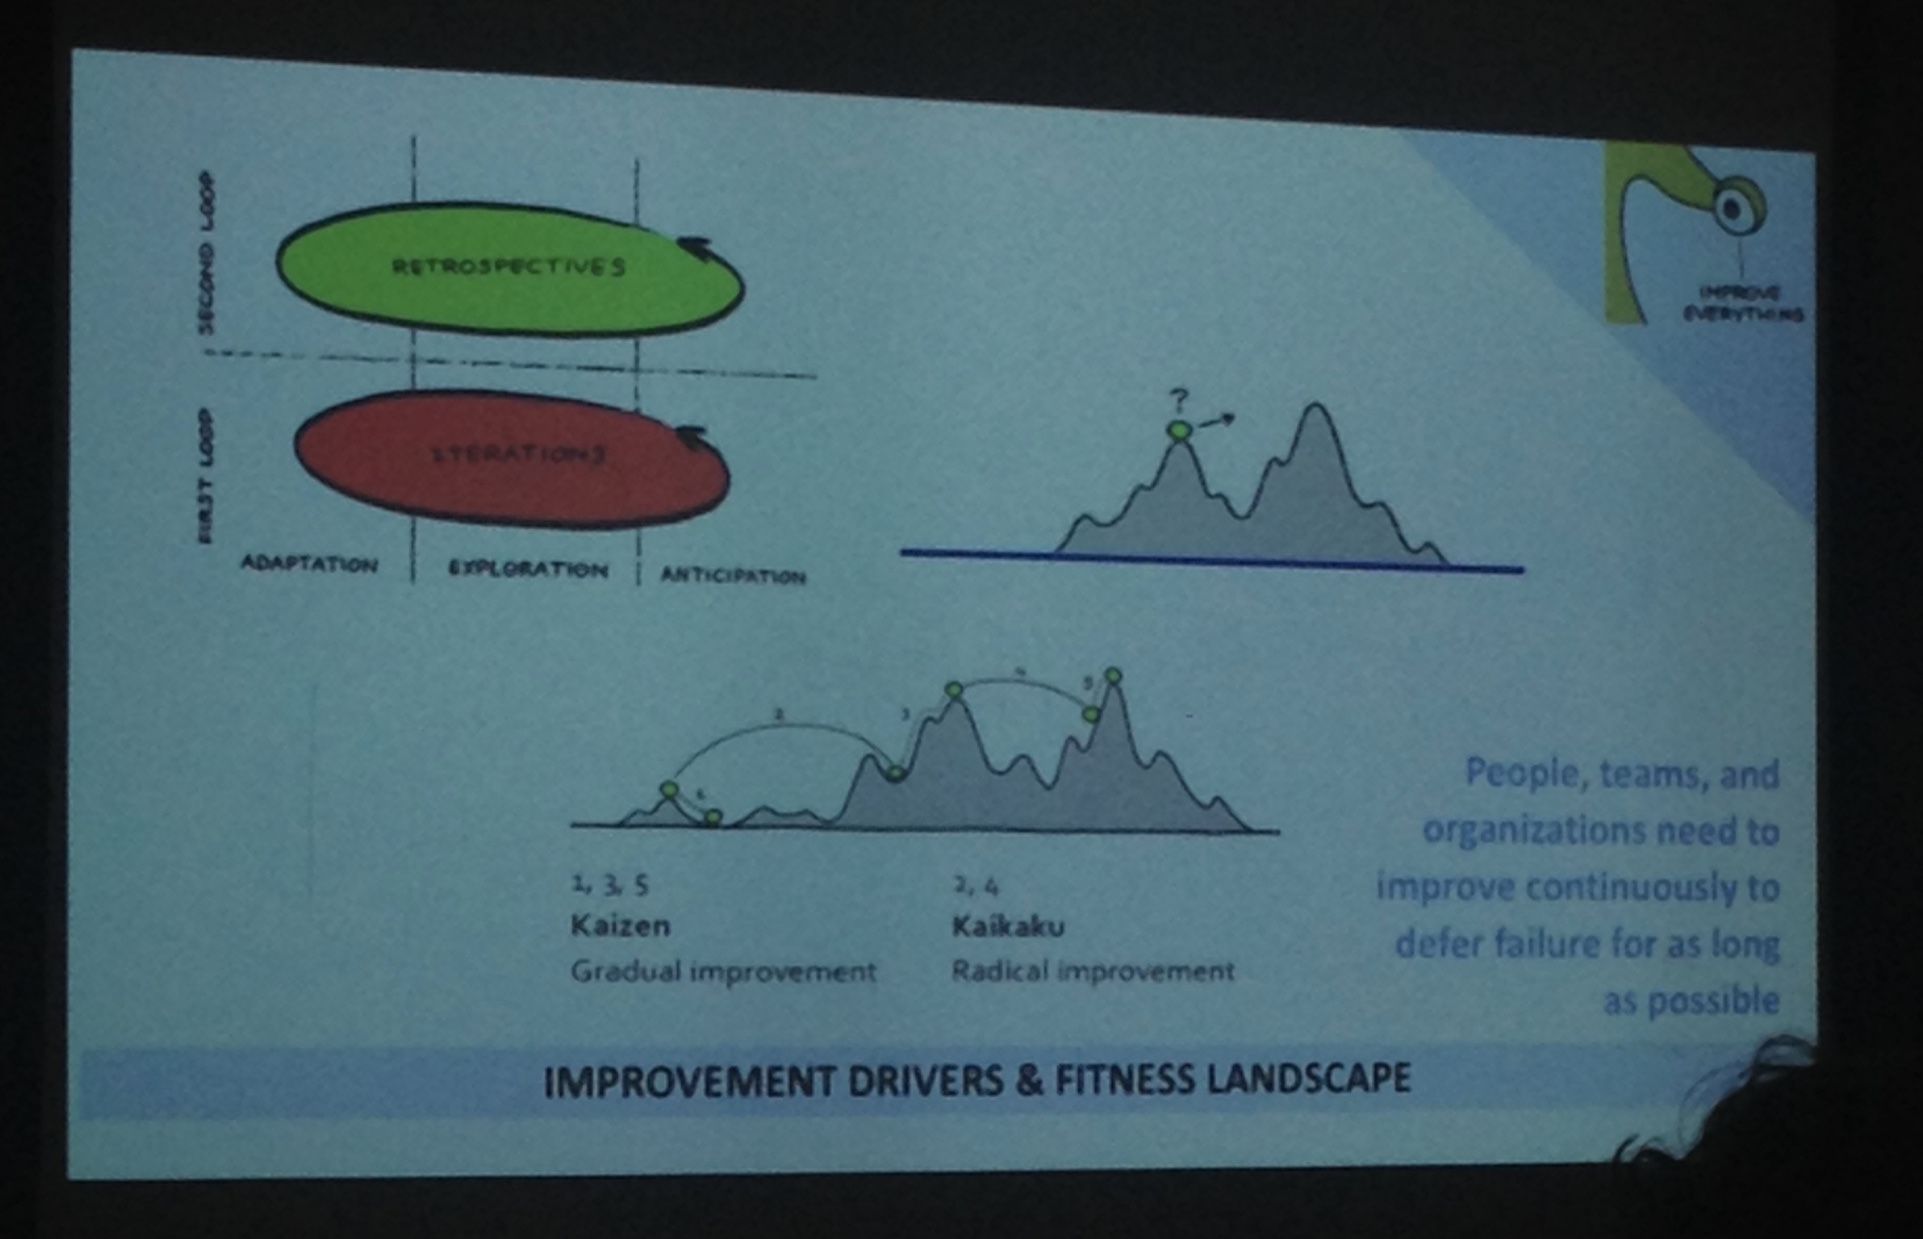 SECOND LOOP
RETROSPECTIVES
FIRST LOOP
ITERATIONS
ADAPTATION
EXPLORATION
ANTICIPATION
IMPROVE
EVERYTHING
?
2
3
5
1, 3, 5
Kaizen
Gradual improvement
2, 4
Kaikaku
Radical improvement
People, teams, and
organizations need to
improve continuously to
defer failure for as long
as possible
IMPROVEMENT DRIVERS & FITNESS LANDSCAPE